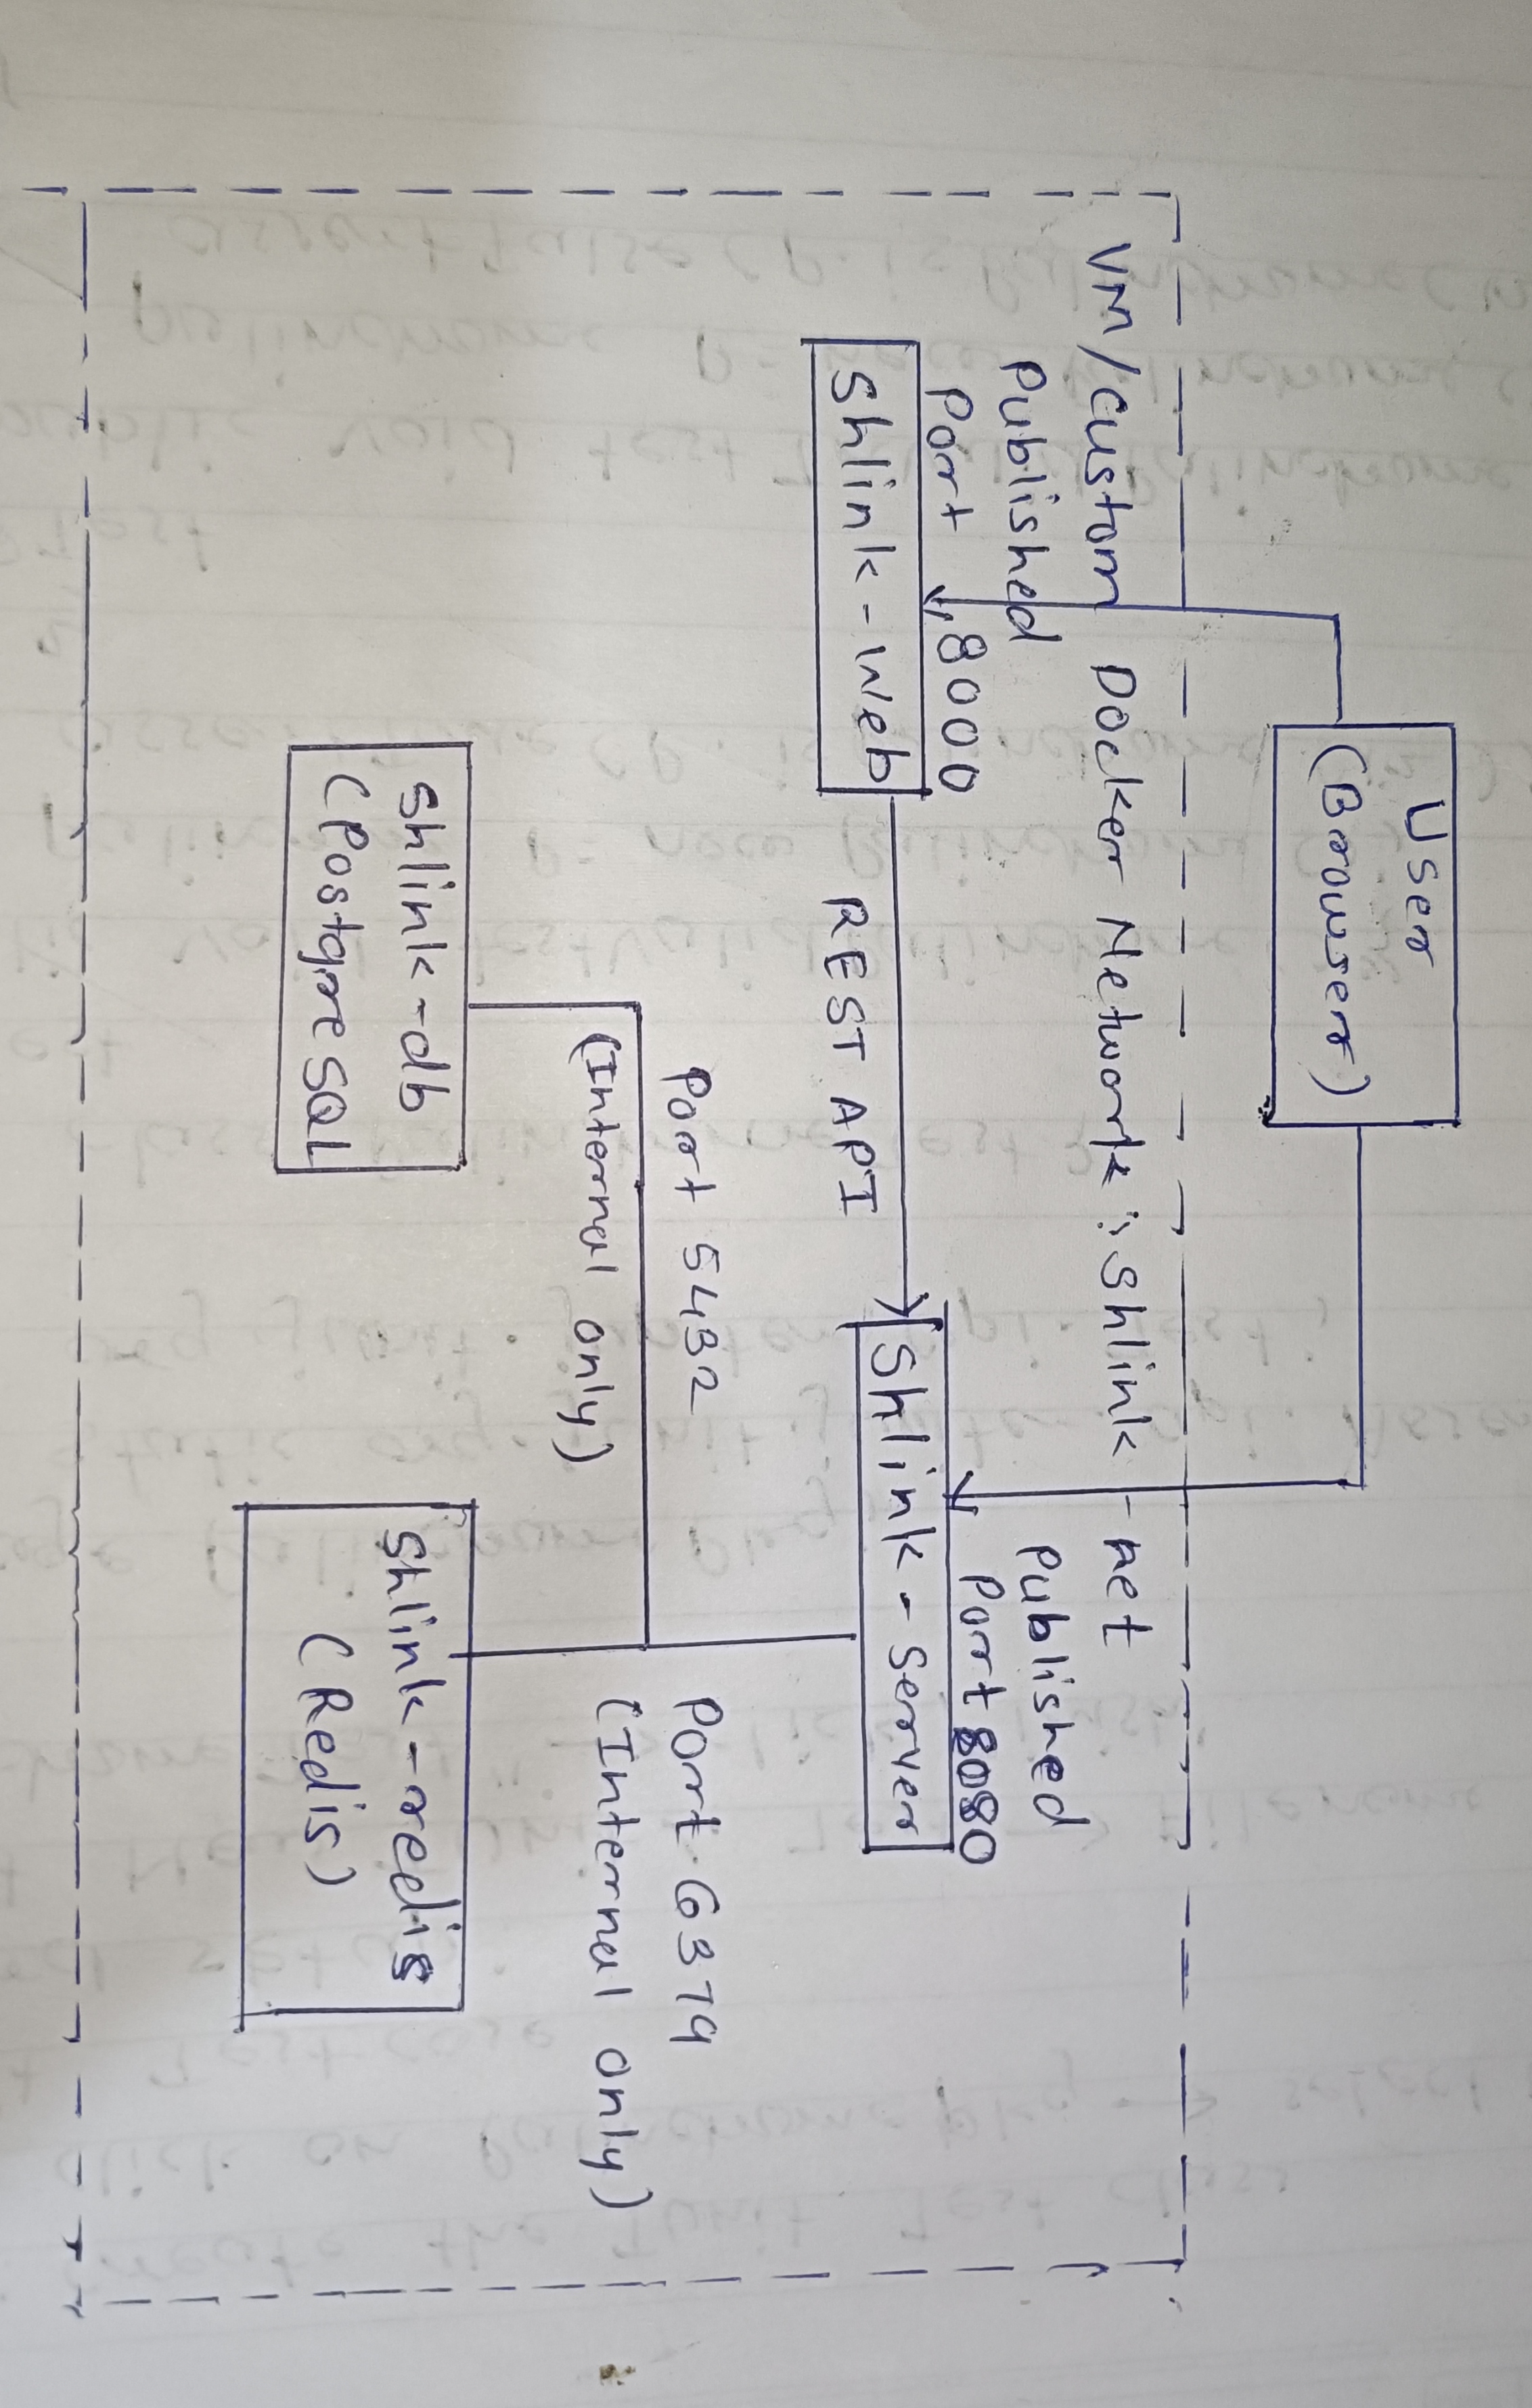 User
(Browser)
VM/Custom Docker Network: Shlink-net
Published
Port 8000
Published
Port 8080
Shlink-Web
REST API
Shlink-Server
Port 5432
(Internal only)
Port 6379
(Internal only)
Shlink-db
(PostgreSQL
Shlink-redis
(Redis)